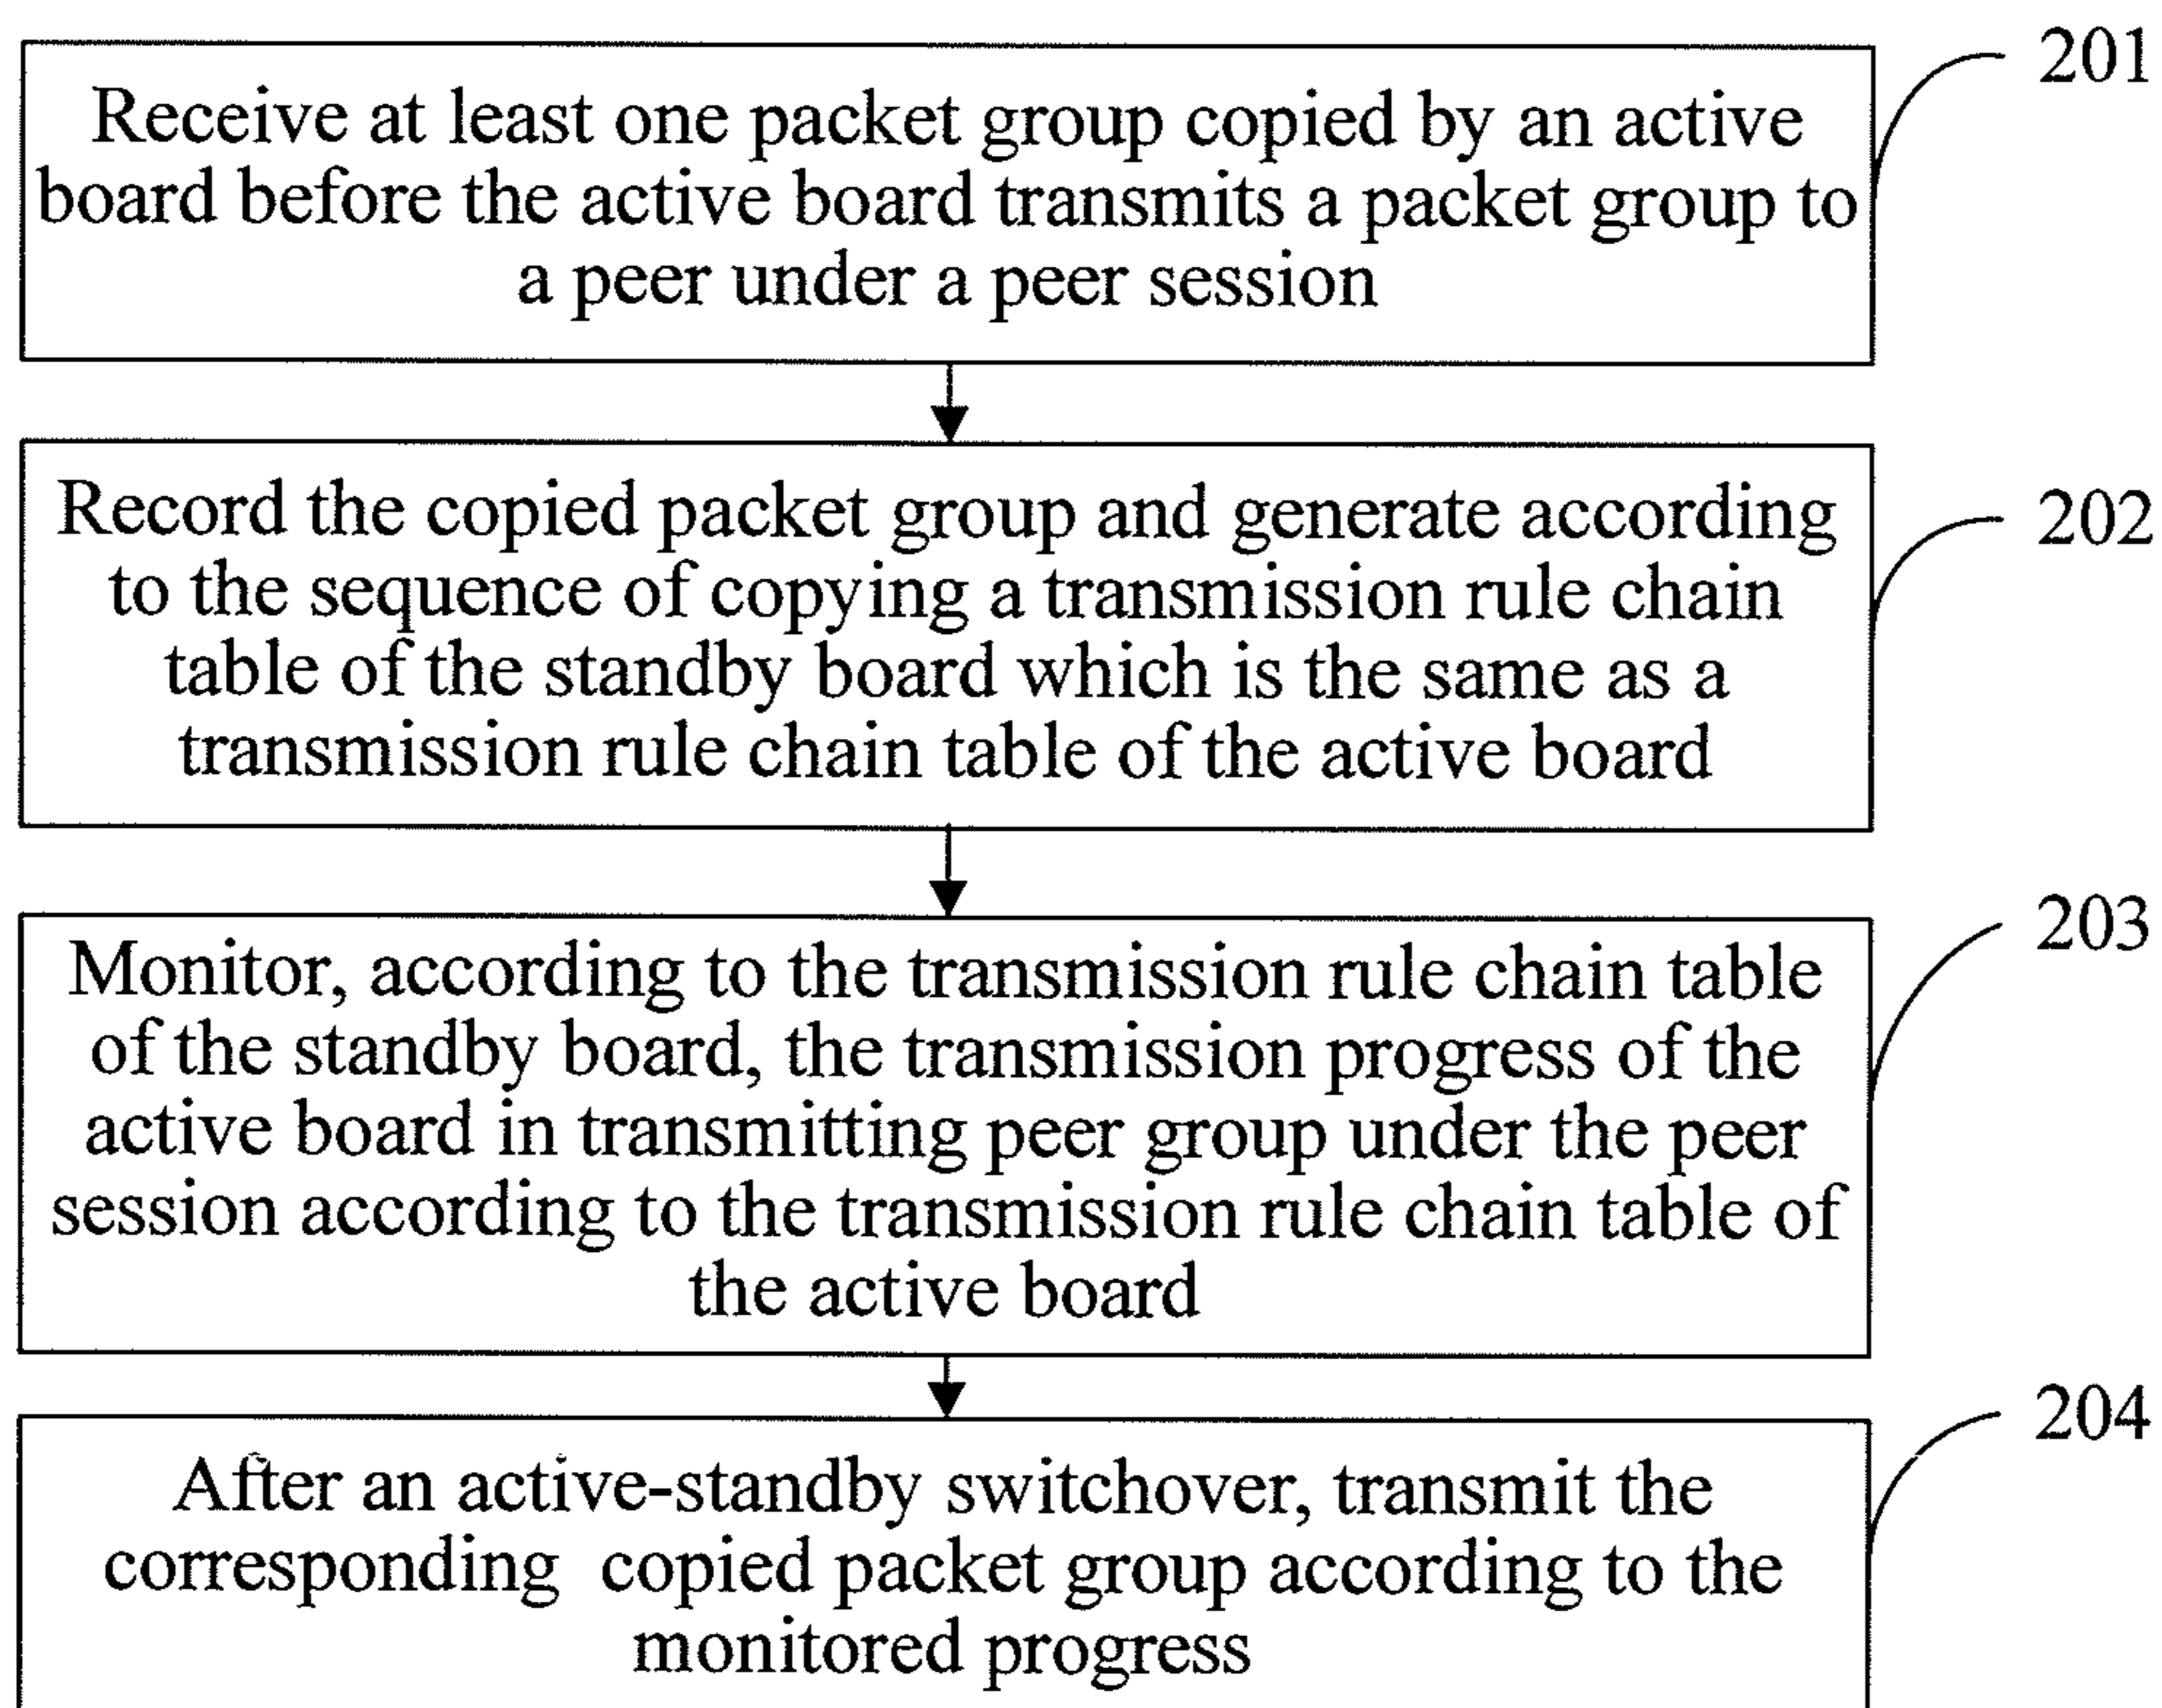 Receive at least one packet group copied by an active
board before the active board transmits a packet group to
a peer under a peer session
201
Record the copied packet group and generate according
to the sequence of copying a transmission rule chain
table of the standby board which is the same as a
transmission rule chain table of the active board
202
Monitor, according to the transmission rule chain table
of the standby board, the transmission progress of the
active board in transmitting peer group under the peer
session according to the transmission rule chain table of
the active board
203
After an active-standby switchover, transmit the
corresponding copied packet group according to the
monitored progress
204